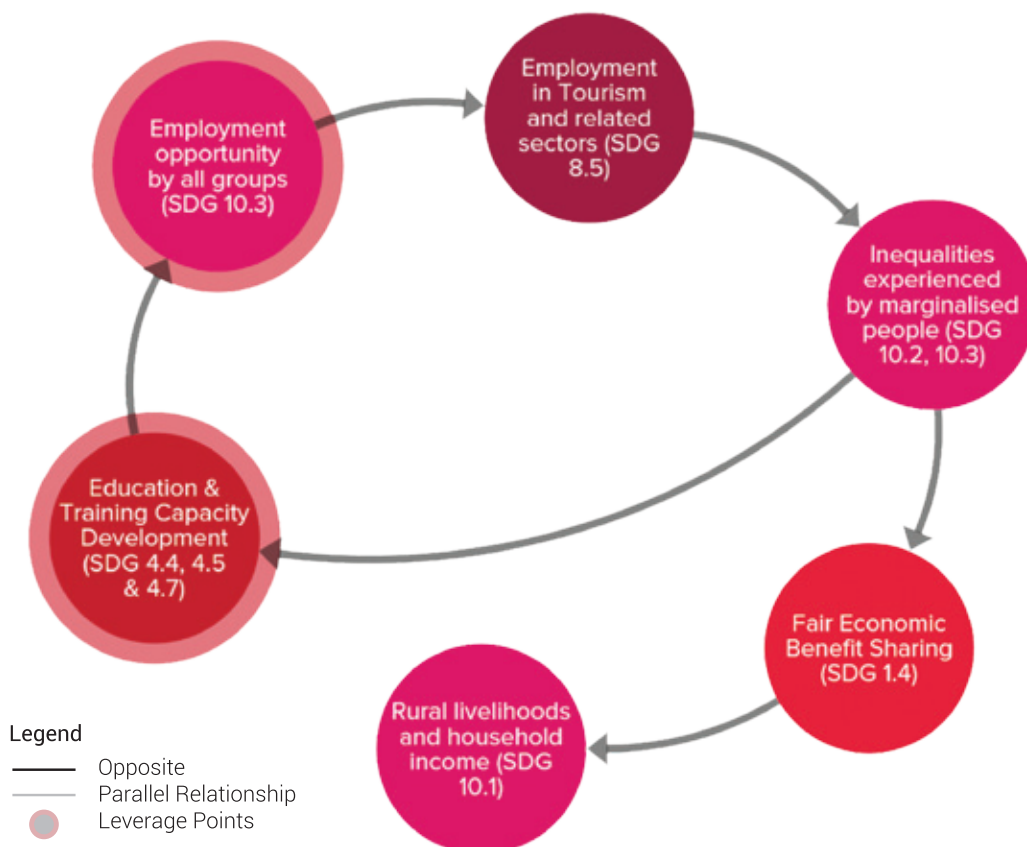 Employment
opportunity
by all groups
(SDG 10.3)
Employment
in Tourism
and related
sectors (SDG
8.5)
Inequalities
experienced
by marginalised
people (SDG
10.2, 10.3)
Education &
Training Capacity
Development
(SDG 4.4, 4.5
& 4.7)
Fair Economic
Benefit Sharing
(SDG 1.4)
Rural livelihoods
and household
income (SDG
10.1)
Legend
Opposite
Parallel Relationship
Leverage Points